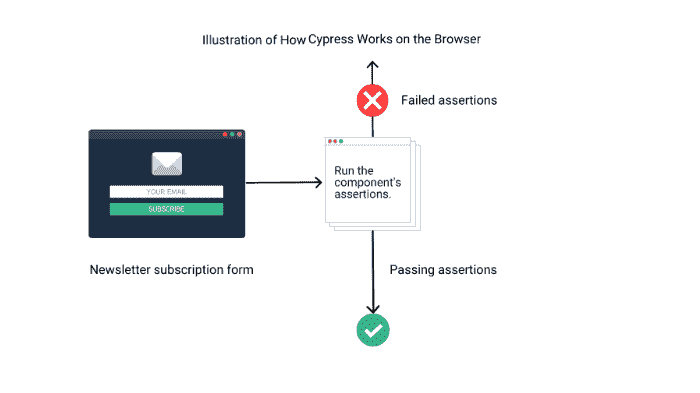 Illustration of How Cypress Works on the Browser
Failed assertions
YOUR EMAIL
SUBSCRIBE
Run the
component's
assertions.
Newsletter subscription form
Passing assertions